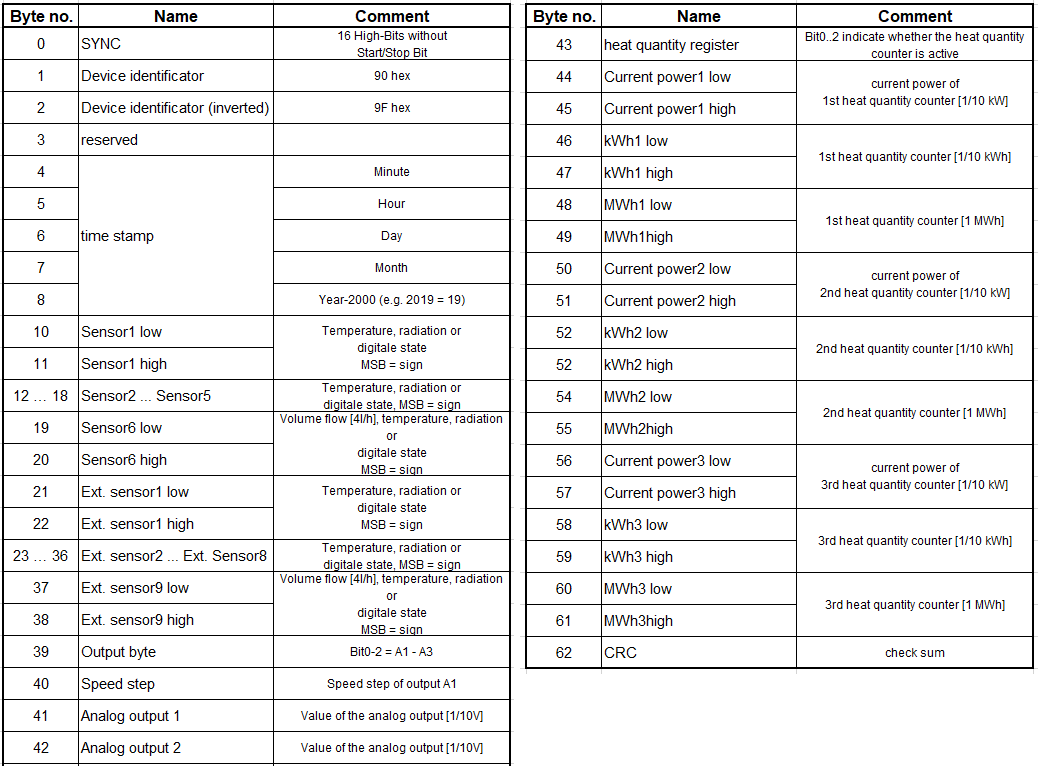 Byte no. Name Comment
0 SYNC 16 High-Bits without
Start/Stop Bit
1 Device identificator 90 hex
2 Device identificator (inverted) 9F hex
3 reserved
4 time stamp Minute
5 Hour
6 Day
7 Month
8 Year-2000 (e.g. 2019 = 19)
10 Sensor1 low Temperature, radiation or
digitale state
11 Sensor1 high MSB = sign
12 … 18 Sensor2 ... Sensor5 Temperature, radiation or
digitale state, MSB = sign
19 Sensor6 low Volume flow [4l/h], temperature, radiation
or
digitale state
20 Sensor6 high MSB = sign
21 Ext. sensor1 low Temperature, radiation or
digitale state
22 Ext. sensor1 high MSB = sign
23 … 36 Ext. sensor2 ... Ext. Sensor8 Temperature, radiation or
digitale state, MSB = sign
37 Ext. sensor9 low Volume flow [4l/h], temperature, radiation
or
digitale state
38 Ext. sensor9 high MSB = sign
39 Output byte Bit0-2 = A1 - A3
40 Speed step Speed step of output A1
41 Analog output 1 Value of the analog output [1/10V]
42 Analog output 2 Value of the analog output [1/10V]
Byte no. Name Comment
43 heat quantity register Bit0..2 indicate whether the heat quantity
counter is active
44 Current power1 low current power of
45 Current power1 high 1st heat quantity counter [1/10 kW]
46 kWh1 low 1st heat quantity counter [1/10 kWh]
47 kWh1 high
48 MWh1 low 1st heat quantity counter [1 MWh]
49 MWh1high
50 Current power2 low current power of
51 Current power2 high 2nd heat quantity counter [1/10 kW]
52 kWh2 low 2nd heat quantity counter [1/10 kWh]
52 kWh2 high
54 MWh2 low 2nd heat quantity counter [1 MWh]
55 MWh2high
56 Current power3 low current power of
57 Current power3 high 3rd heat quantity counter [1/10 kW]
58 kWh3 low 3rd heat quantity counter [1/10 kWh]
59 kWh3 high
60 MWh3 low 3rd heat quantity counter [1 MWh]
61 MWh3high
62 CRC check sum